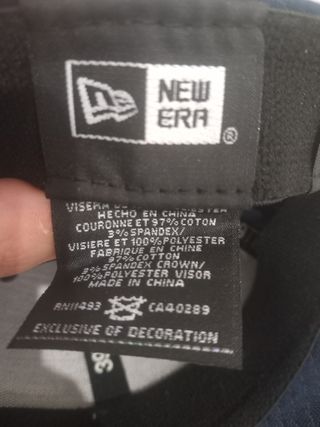 NEW
ERA
®
VISERA
HECHO EN CHINA
COURONNE ET 97% COTON
3% SPANDEX/
VISIERE ET 100% POLYESTER
FABRIQUE EN CHINE
97% COTTON
3% SPANDEX CROWN/
100% POLYESTER VISOR
MADE IN CHINA
RN11493 CA40289
EXCLUSIVE OF DECORATION